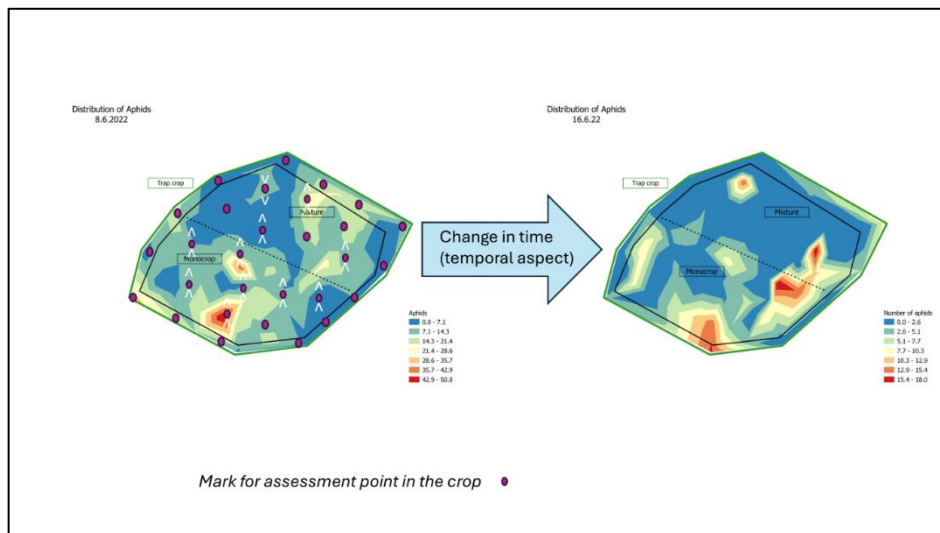 Distribution of Aphids
8.6.2022
Trap crop
Mixture
Monocrop
Aphids
0.0 - 7.1
7.1 - 14.3
14.3 - 21.4
21.4 - 28.6
28.6 - 35.7
35.7 - 42.9
42.9 - 50.0
Change in time
(temporal aspect)
Distribution of Aphids
16.6.22
Trap crop
Mixture
Monocrop
Number of aphids
0.0 - 2.6
2.6 - 5.1
5.1 - 7.7
7.7 - 10.3
10.3 - 12.9
12.9 - 15.4
15.4 - 18.0
Mark for assessment point in the crop